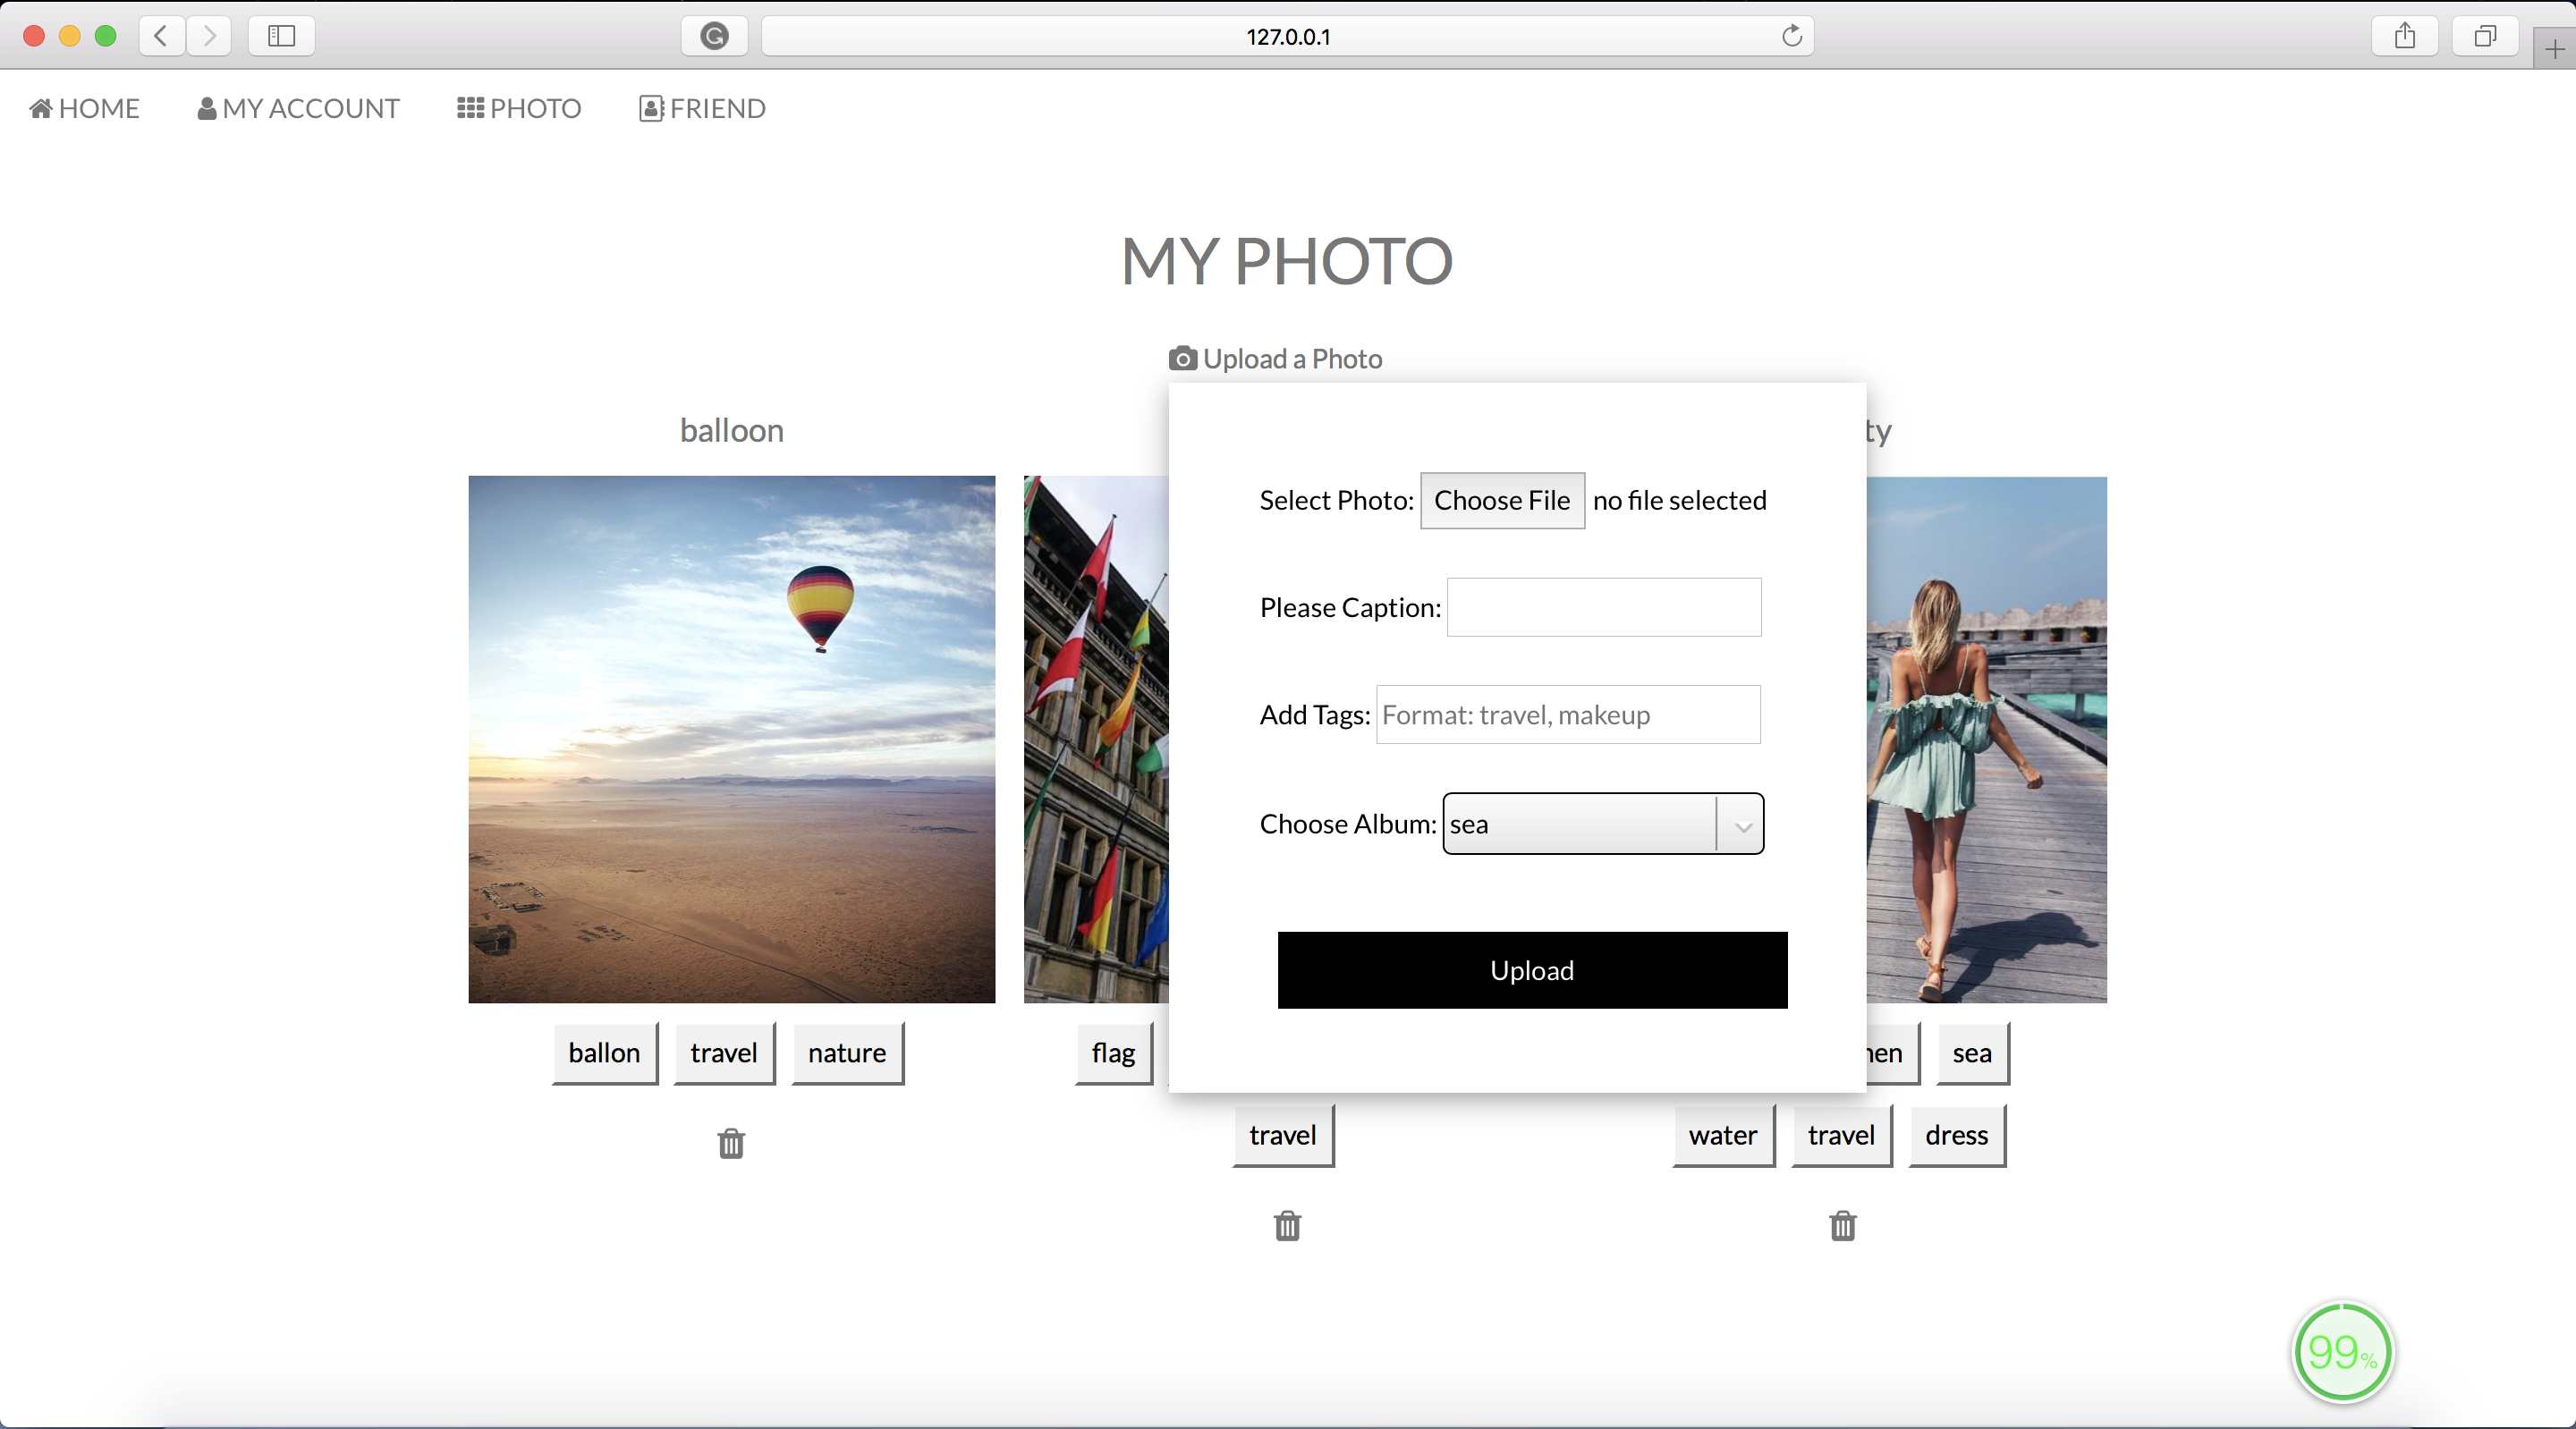 127.0.0.1
HOME MY ACCOUNT PHOTO FRIEND
MY PHOTO
Upload a Photo
balloon
Select Photo: Choose File no file selected
Please Caption:
Add Tags: Format: travel, makeup
Choose Album: sea
Upload
ballon travel nature
flag
travel
sea
water travel dress
99%